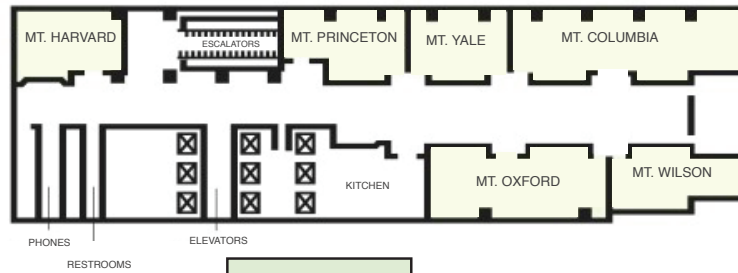 MT. HARVARD
ESCALATORS
MT. PRINCETON
MT. YALE
MT. COLUMBIA
KITCHEN
MT. OXFORD
MT. WILSON
PHONES
RESTROOMS
ELEVATORS